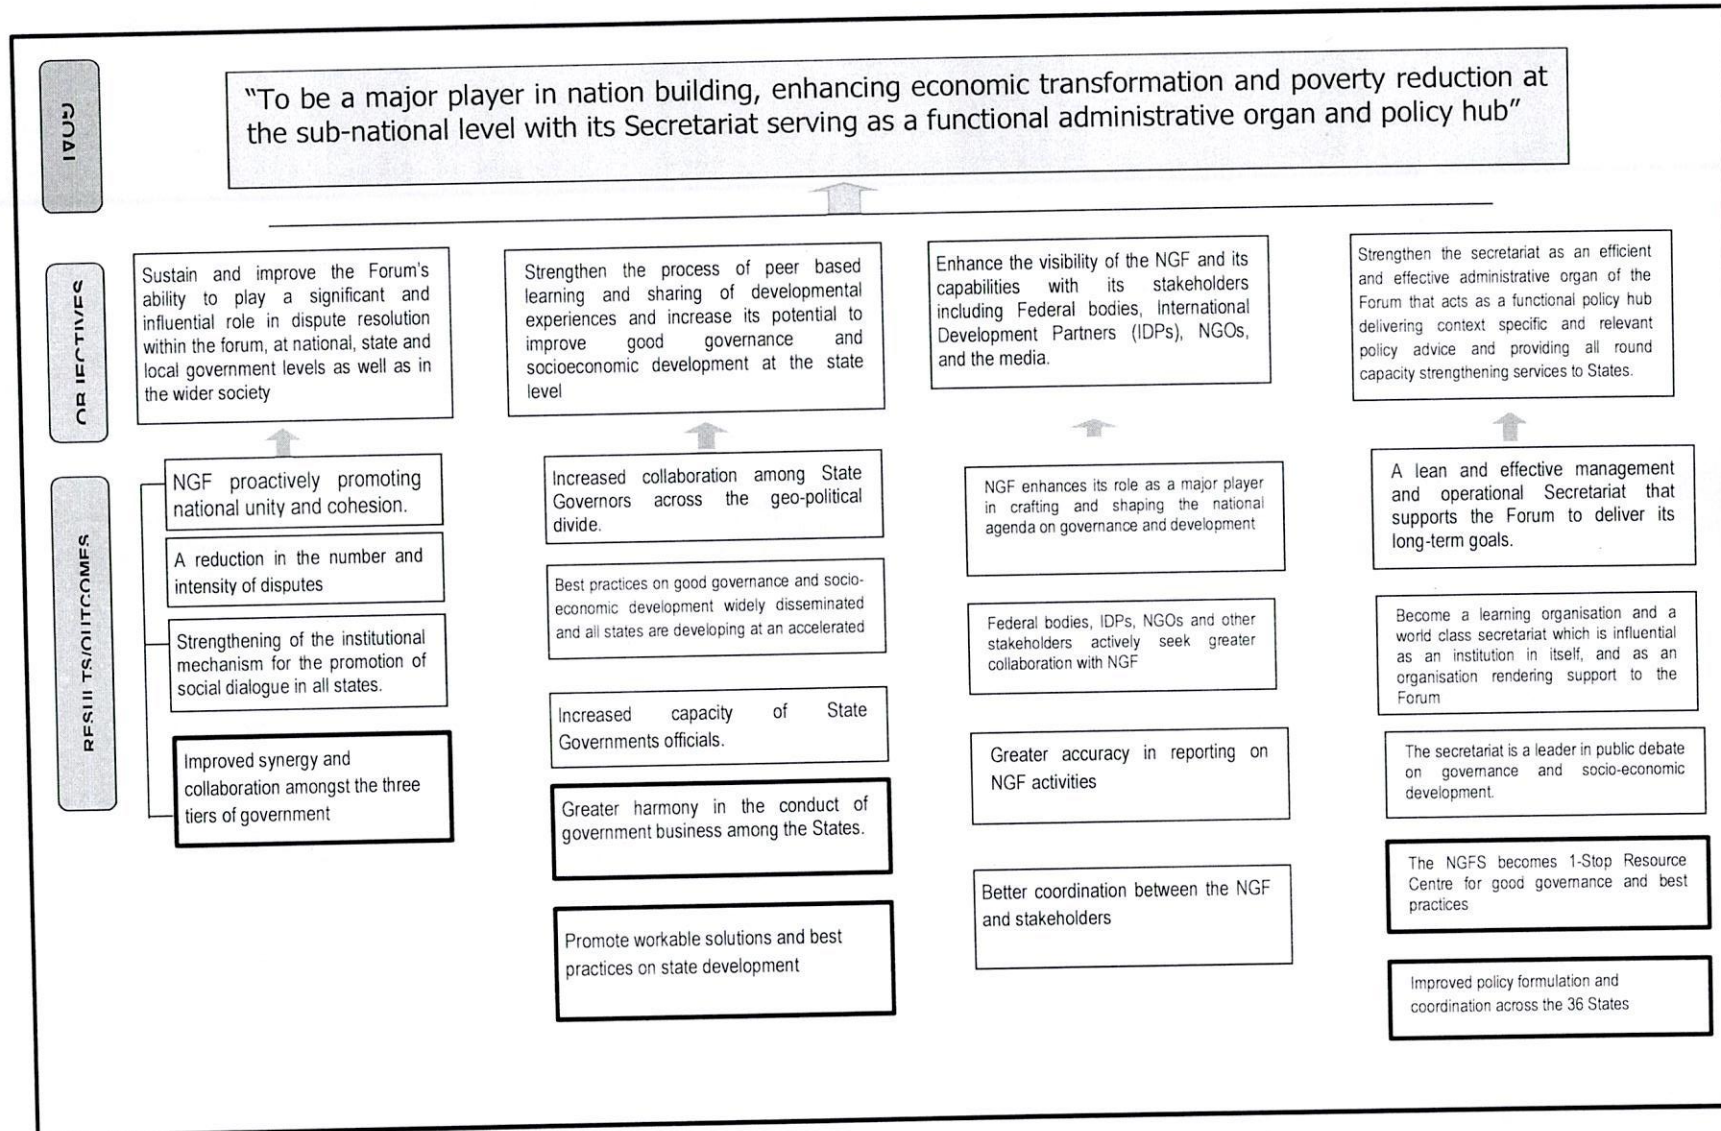 GOAL
"To be a major player in nation building, enhancing economic transformation and poverty reduction at
the sub-national level with its Secretariat serving as a functional administrative organ and policy hub"
OBJECTIVES
Sustain and improve the Forum's
ability to play a significant and
influential role in dispute resolution
within the forum, at national, state and
local government levels as well as in
the wider society
Strengthen the process of peer based
learning and sharing of developmental
experiences and increase its potential to
improve good governance and
socioeconomic development at the state
level
Enhance the visibility of the NGF and its
capabilities with its stakeholders
including Federal bodies, International
Development Partners (IDPs), NGOs,
and the media.
Strengthen the secretariat as an efficient
and effective administrative organ of the
Forum that acts as a functional policy hub
delivering context specific and relevant
policy advice and providing all round
capacity strengthening services to States.
RESULTS/OUTCOMES
NGF proactively promoting
national unity and cohesion.
A reduction in the number and
intensity of disputes
Strengthening of the institutional
mechanism for the promotion of
social dialogue in all states.
Improved synergy and
collaboration amongst the three
tiers of government
Increased collaboration among State
Governors across the geo-political
divide.
Best practices on good governance and socio-
economic development widely disseminated
and all states are developing at an accelerated
Increased capacity of State
Governments officials.
Greater harmony in the conduct of
government business among the States.
Promote workable solutions and best
practices on state development
NGF enhances its role as a major player
in crafting and shaping the national
agenda on governance and development
Federal bodies, IDPs, NGOs and other
stakeholders actively seek greater
collaboration with NGF
Greater accuracy in reporting on
NGF activities
Better coordination between the NGF
and stakeholders
A lean and effective management
and operational Secretariat that
supports the Forum to deliver its
long-term goals.
Become a learning organisation and a
world class secretariat which is influential
as an institution in itself, and as an
organisation rendering support to the
Forum
The secretariat is a leader in public debate
on governance and socio-economic
development.
The NGFS becomes 1-Stop Resource
Centre for good governance and best
practices
Improved policy formulation and
coordination across the 36 States